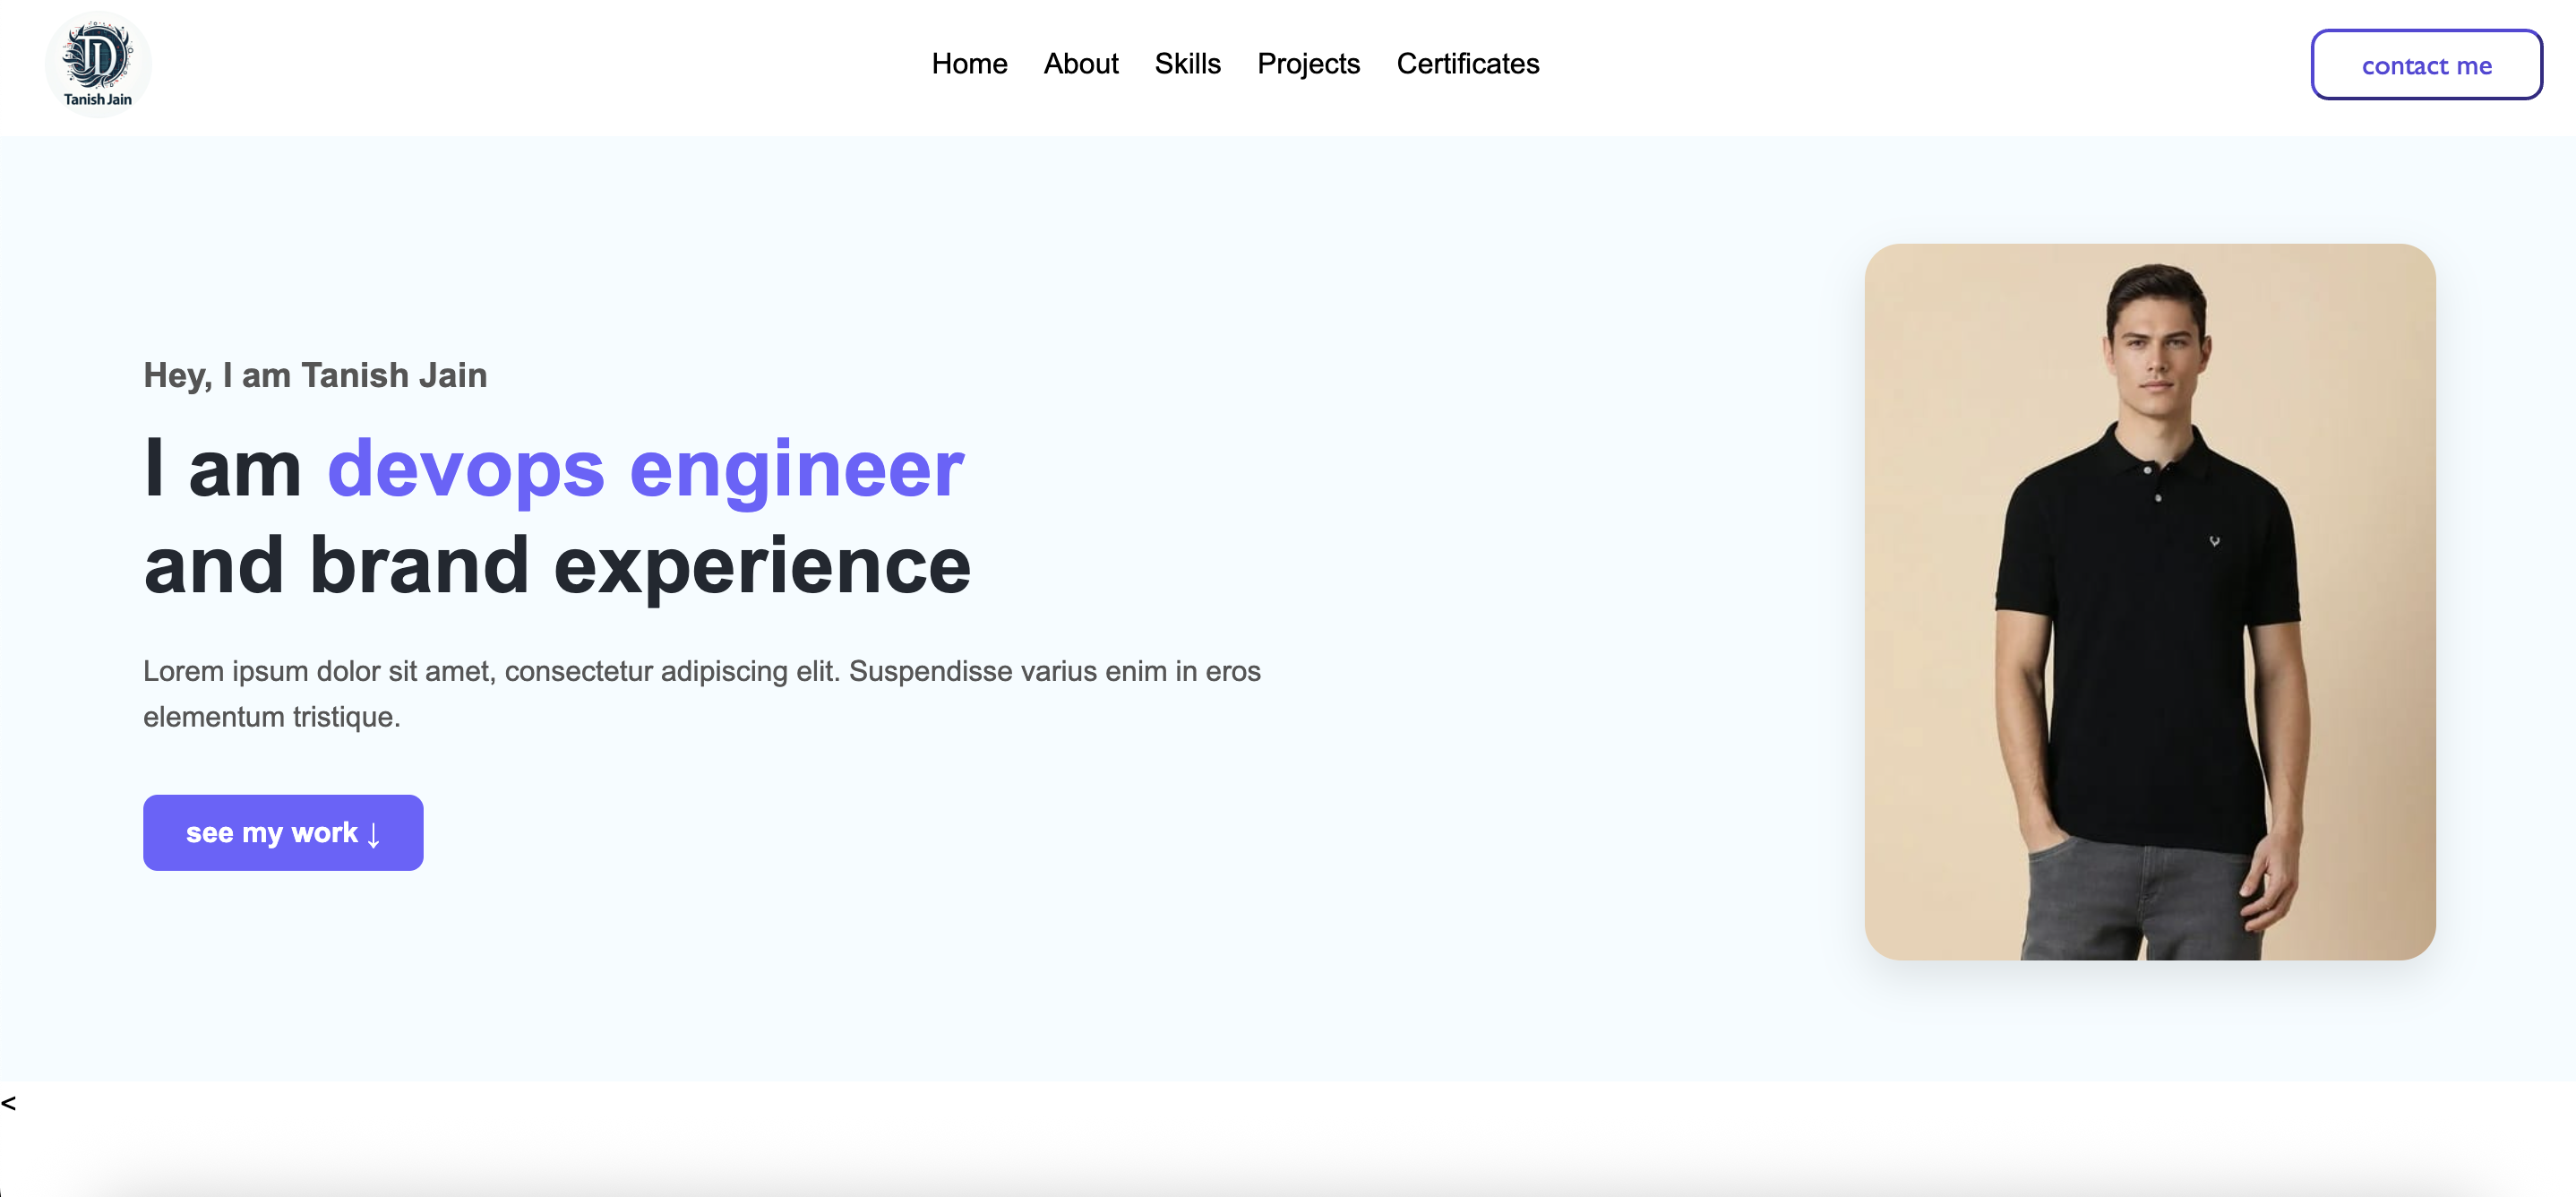 TD
Tanish Jain
Home About Skills Projects Certificates
contact me
Hey, I am Tanish Jain
I am devops engineer
and brand experience
Lorem ipsum dolor sit amet, consectetur adipiscing elit. Suspendisse varius enim in eros
elementum tristique.
see my work ↓
<